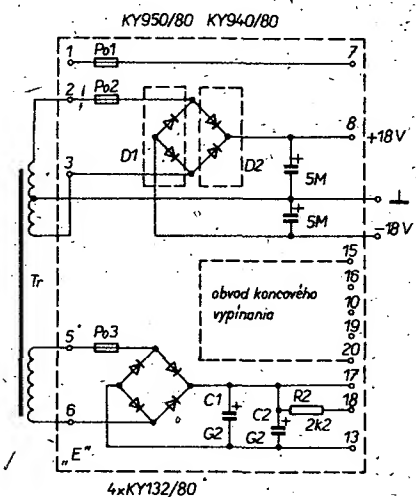 KY950/80 KY940/80
1 Po1 7
2 Po2
8 +18V
D1 D2
5M
3
⊥
5M
-18V
15
Tr
16
obvod koncového
vypínania
10
19
20
5 Po3
17
C1 R2
18
C2 2k2
6 G2 G2 13
„E"
4xKY132/80